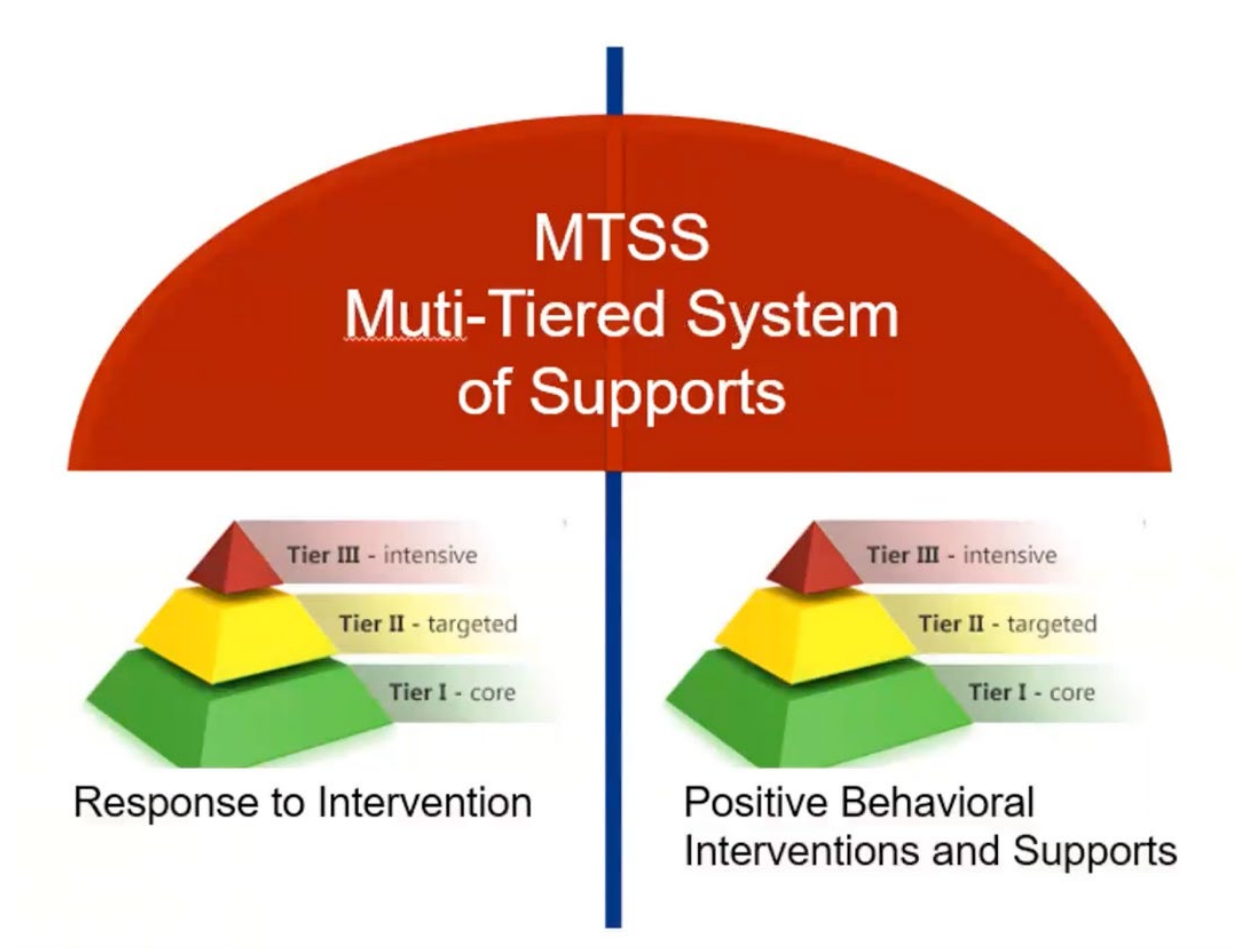 MTSS
Muti-Tiered System
of Supports
Tier III - intensive
Tier II - targeted
Tier I - core
Response to Intervention
Tier III - intensive
Tier II - targeted
Tier I - core
Positive Behavioral
Interventions and Supports